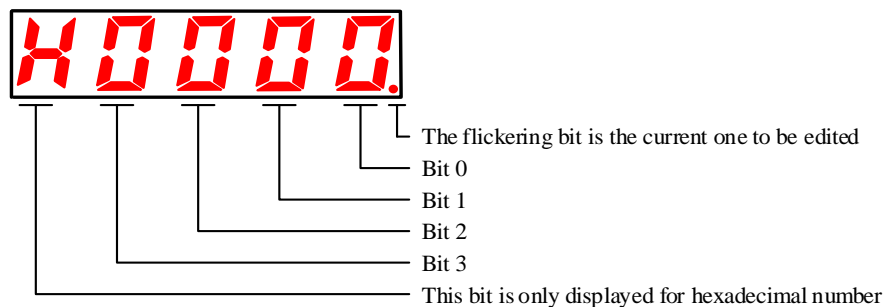 H0000.
The flickering bit is the current one to be edited
Bit 0
Bit 1
Bit 2
Bit 3
This bit is only displayed for hexadecimal number